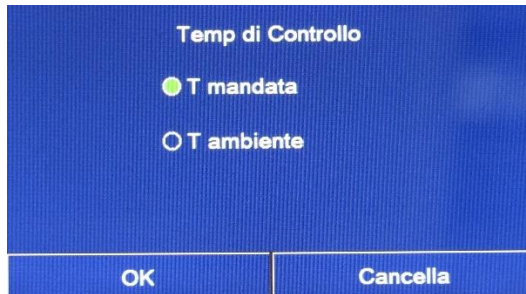 Temp di Controllo
T mandata
T ambiente
OK
Cancella